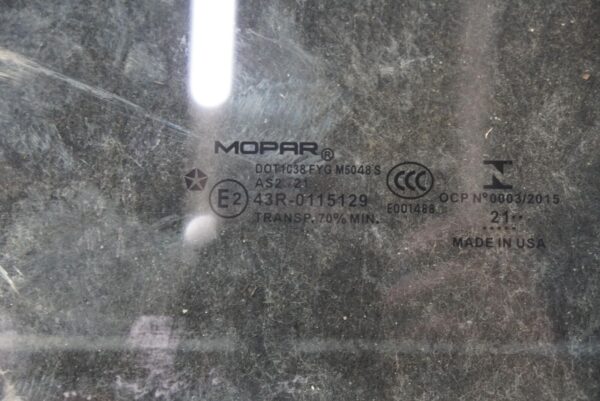 MOPAR®
DOT1038 FYG M5048 S
AS2 21
E2 43R-0115129
TRANSP. 70% MIN.
CCC
E001488
OCP Nº0003/2015
21
MADE IN USA